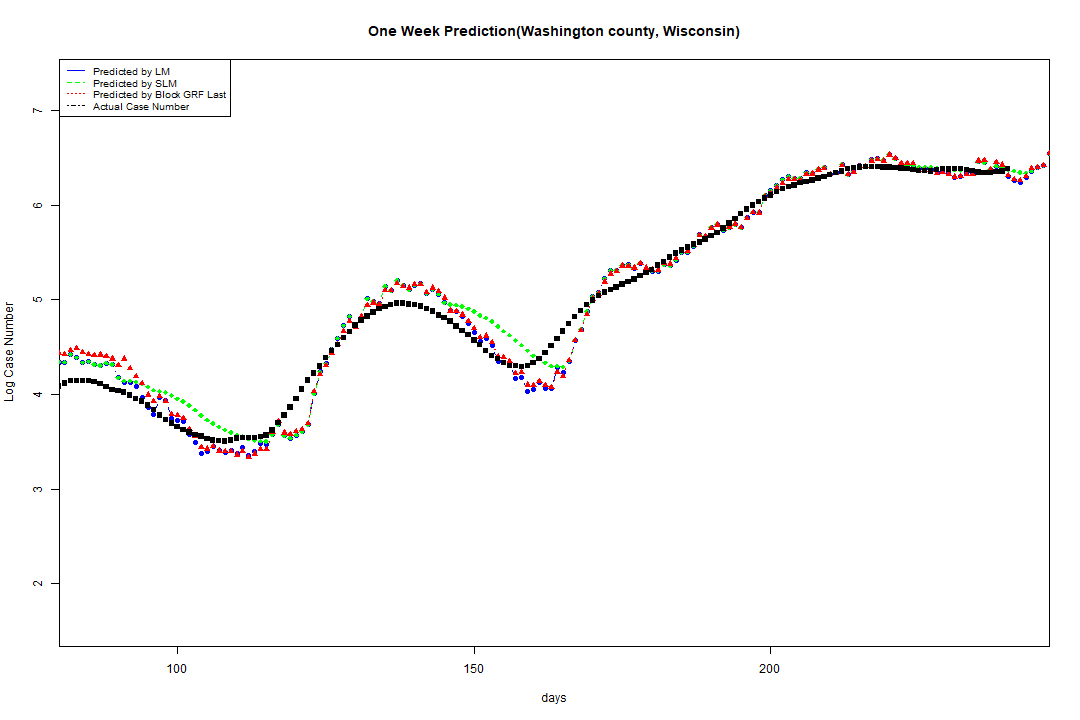 One Week Prediction(Washington county, Wisconsin)
Predicted by LM
Predicted by SLM
Predicted by Block GRF Last
Actual Case Number
7
6
5
4
3
2
Log Case Number
100 150 200
days